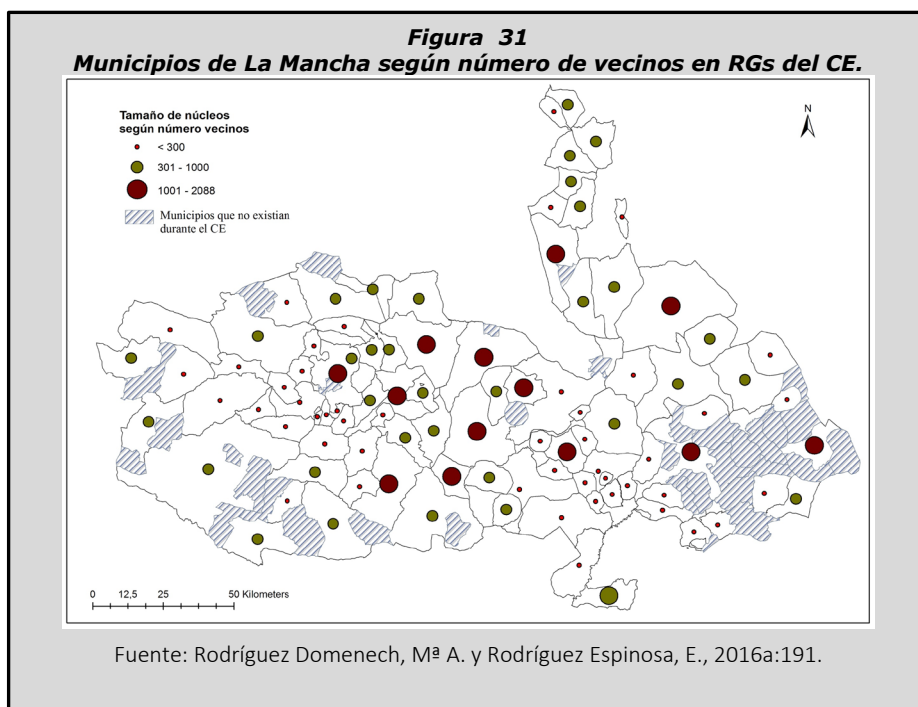 Figura 31
Municipios de La Mancha según número de vecinos en RGs del CE.
Tamaño de núcleos
según número vecinos
< 300
301 - 1000
1001 - 2088
Municipios que no existian
durante el CE
N
0 12,5 25 50 Kilometers
Fuente: Rodríguez Domenech, Mª A. y Rodríguez Espinosa, E., 2016a:191.